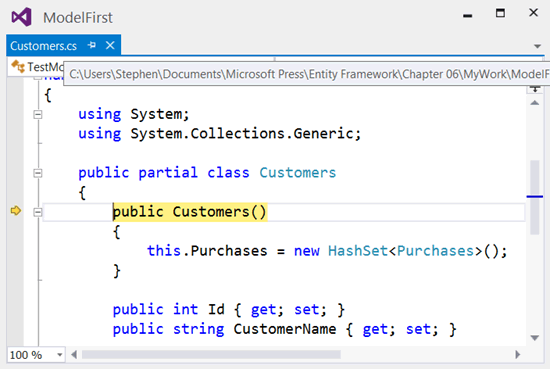 ModelFirst
Customers.cs
TestMo
C:\Users\Stephen\Documents\Microsoft Press\Entity Framework\Chapter 06\MyWork\ModelF
{
using System;
using System.Collections.Generic;
public partial class Customers
{
public Customers()
{
this.Purchases = new HashSet<Purchases>();
}
public int Id { get; set; }
public string CustomerName { get; set; }
100 %